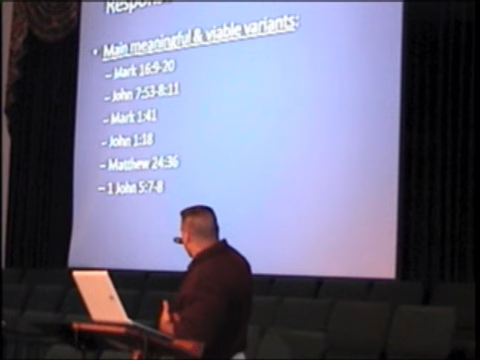 • Main meaningful & viable variants:
– Mark 16:9-20
– John 7:53-8:11
– Mark 1:41
– John 1:18
– Matthew 24:36
– 1 John 5:7-8